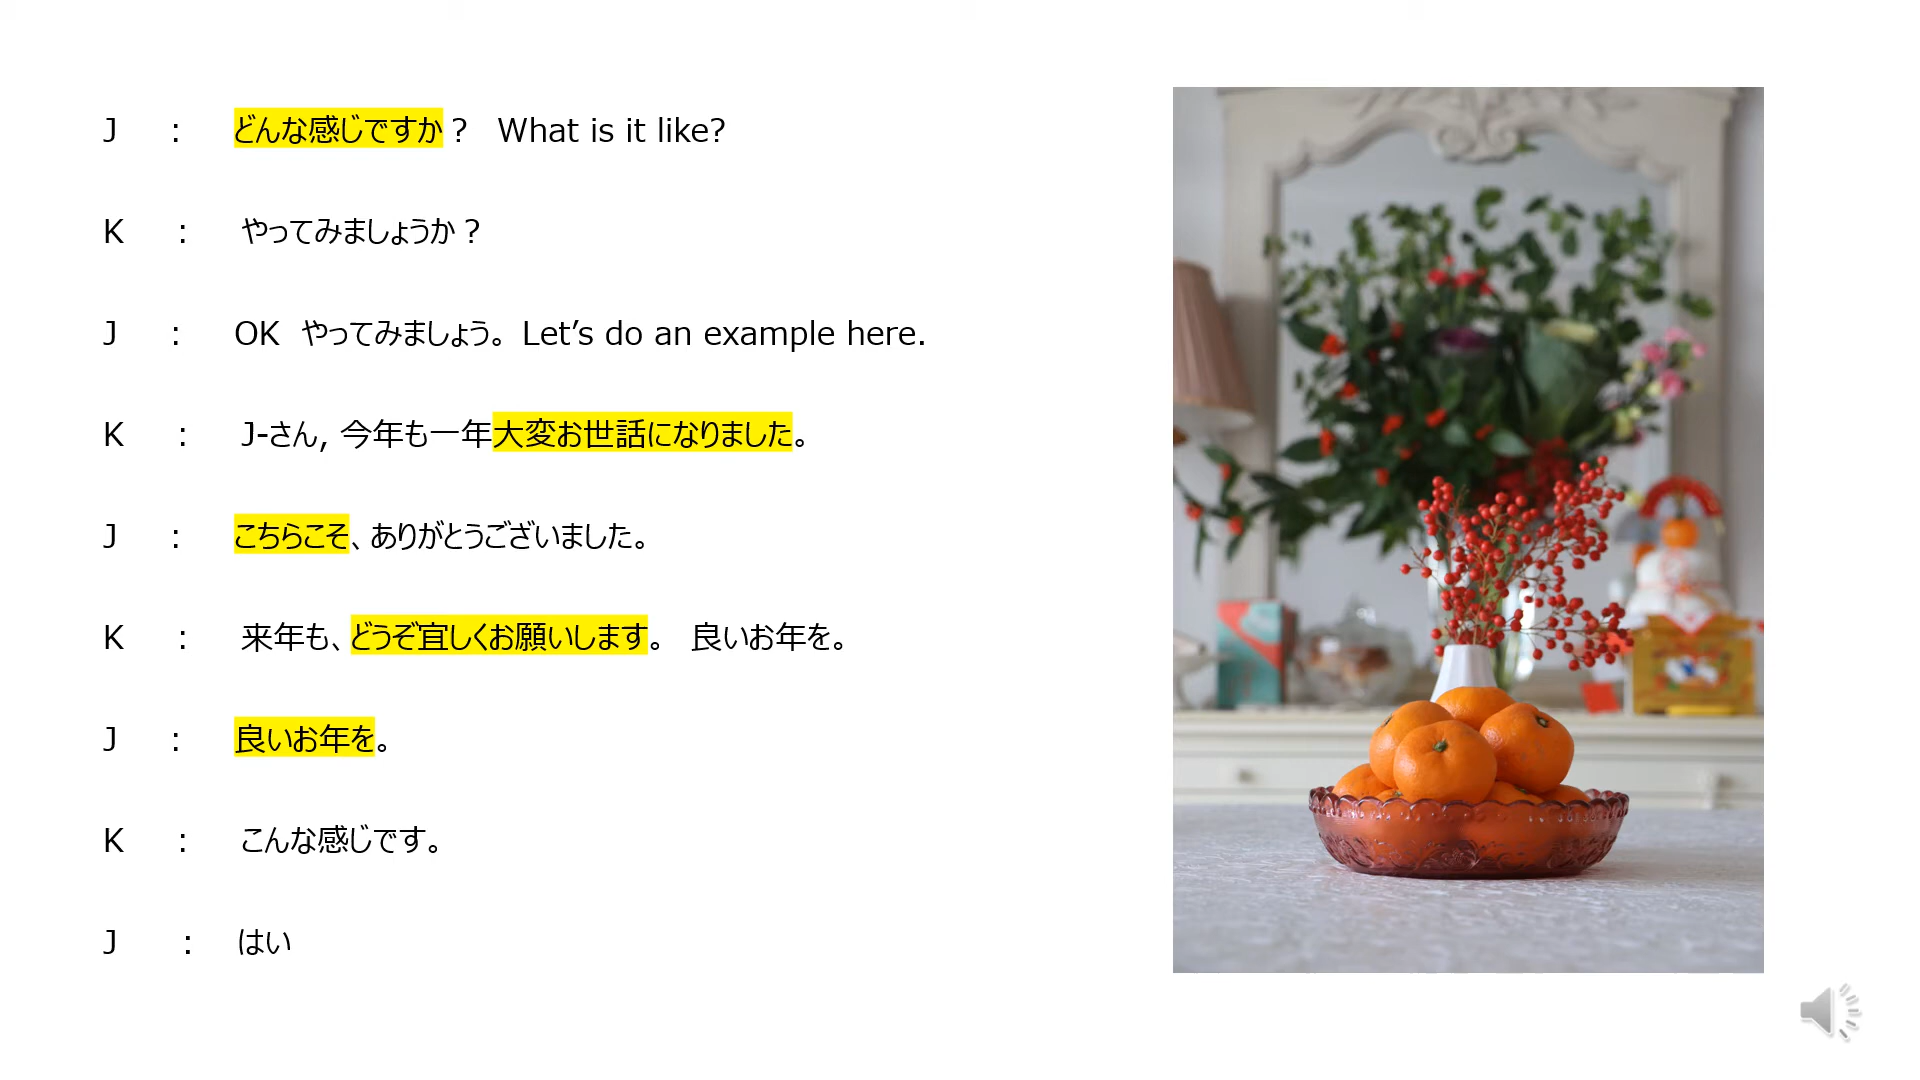 J : どんな感じですか？ What is it like?
K : やってみましょうか？
J : OK やってみましょう。Let’s do an example here.
K : J-さん, 今年も一年大変お世話になりました。
J : こちらこそ、ありがとうございました。
K : 来年も、どうぞ宜しくお願いします。 良いお年を。
J : 良いお年を。
K : こんな感じです。
J : はい